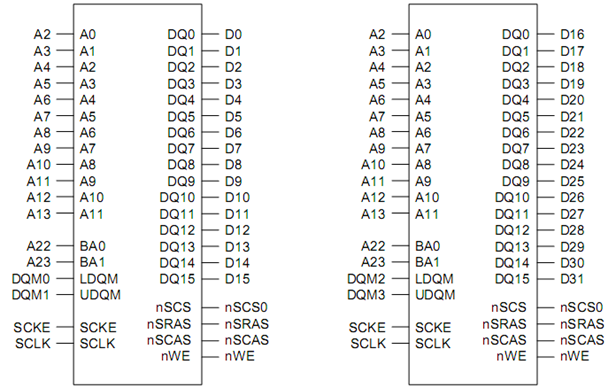 A2 A0 DQ0 D0 A2 A0 DQ0 D16
A3 A1 DQ1 D1 A3 A1 DQ1 D17
A4 A2 DQ2 D2 A4 A2 DQ2 D18
A5 A3 DQ3 D3 A5 A3 DQ3 D19
A6 A4 DQ4 D4 A6 A4 DQ4 D20
A7 A5 DQ5 D5 A7 A5 DQ5 D21
A8 A6 DQ6 D6 A8 A6 DQ6 D22
A9 A7 DQ7 D7 A9 A7 DQ7 D23
A10 A8 DQ8 D8 A10 A8 DQ8 D24
A11 A9 DQ9 D9 A11 A9 DQ9 D25
A12 A10 DQ10 D10 A12 A10 DQ10 D26
A13 A11 DQ11 D11 A13 A11 DQ11 D27
DQ12 D12 DQ12 D28
A22 BA0 DQ13 D13 A22 BA0 DQ13 D29
A23 BA1 DQ14 D14 A23 BA1 DQ14 D30
DQM0 LDQM DQ15 D15 DQM2 LDQM DQ15 D31
DQM1 UDQM DQM3 UDQM
nSCS nSCS0 nSCS nSCS0
SCKE SCKE nSRAS nSRAS SCKE SCKE nSRAS nSRAS
SCLK SCLK nSCAS nSCAS SCLK SCLK nSCAS nSCAS
nWE nWE nWE nWE